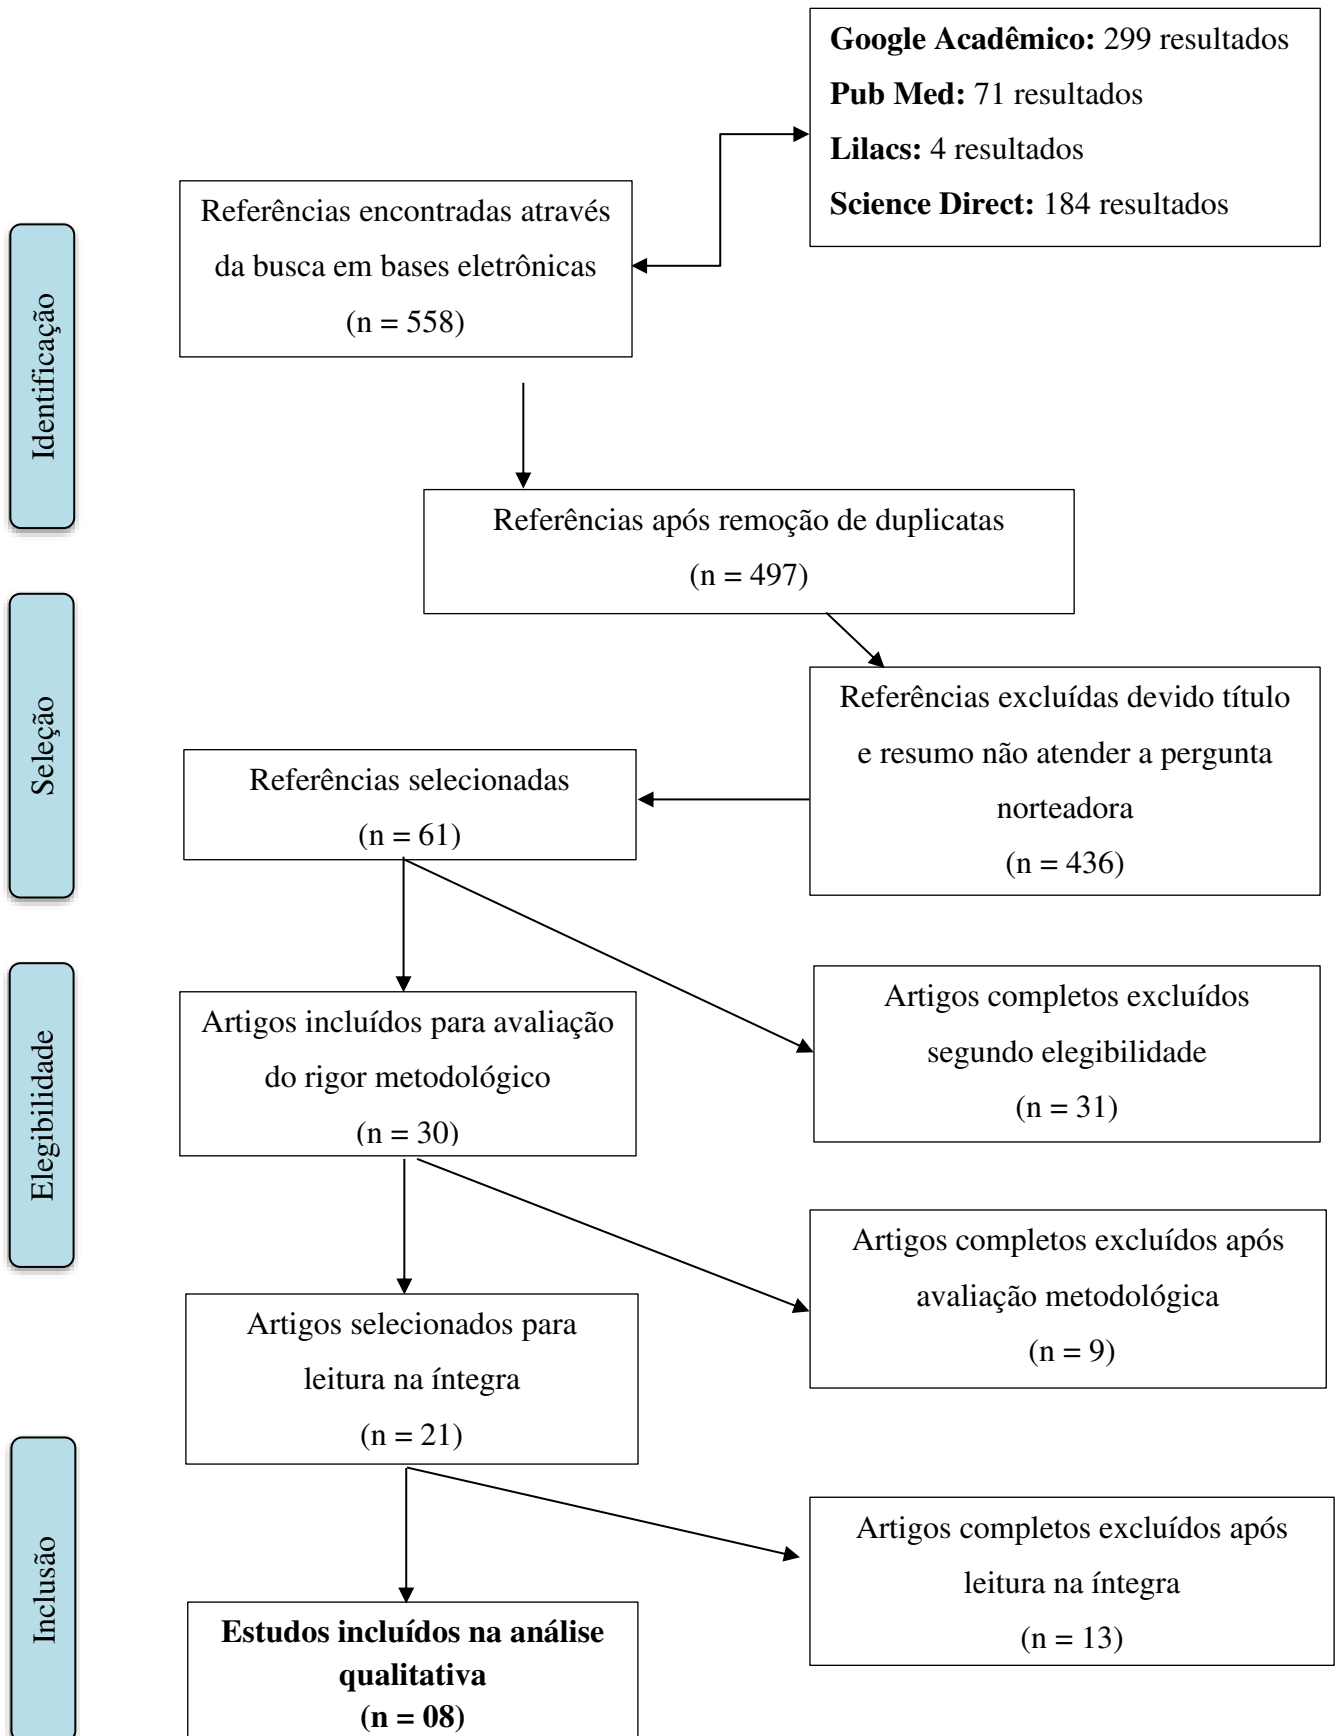 Google Acadêmico: 299 resultados
Pub Med: 71 resultados
Lilacs: 4 resultados
Science Direct: 184 resultados
Identificação
Referências encontradas através
da busca em bases eletrônicas
(n = 558)
Referências após remoção de duplicatas
(n = 497)
Seleção
Referências excluídas devido título
e resumo não atender a pergunta
norteadora
(n = 436)
Referências selecionadas
(n = 61)
Elegibilidade
Artigos incluídos para avaliação
do rigor metodológico
(n = 30)
Artigos completos excluídos
segundo elegibilidade
(n = 31)
Artigos completos excluídos após
avaliação metodológica
(n = 9)
Artigos selecionados para
leitura na íntegra
(n = 21)
Inclusão
Artigos completos excluídos após
leitura na íntegra
(n = 13)
Estudos incluídos na análise
qualitativa
(n = 08)